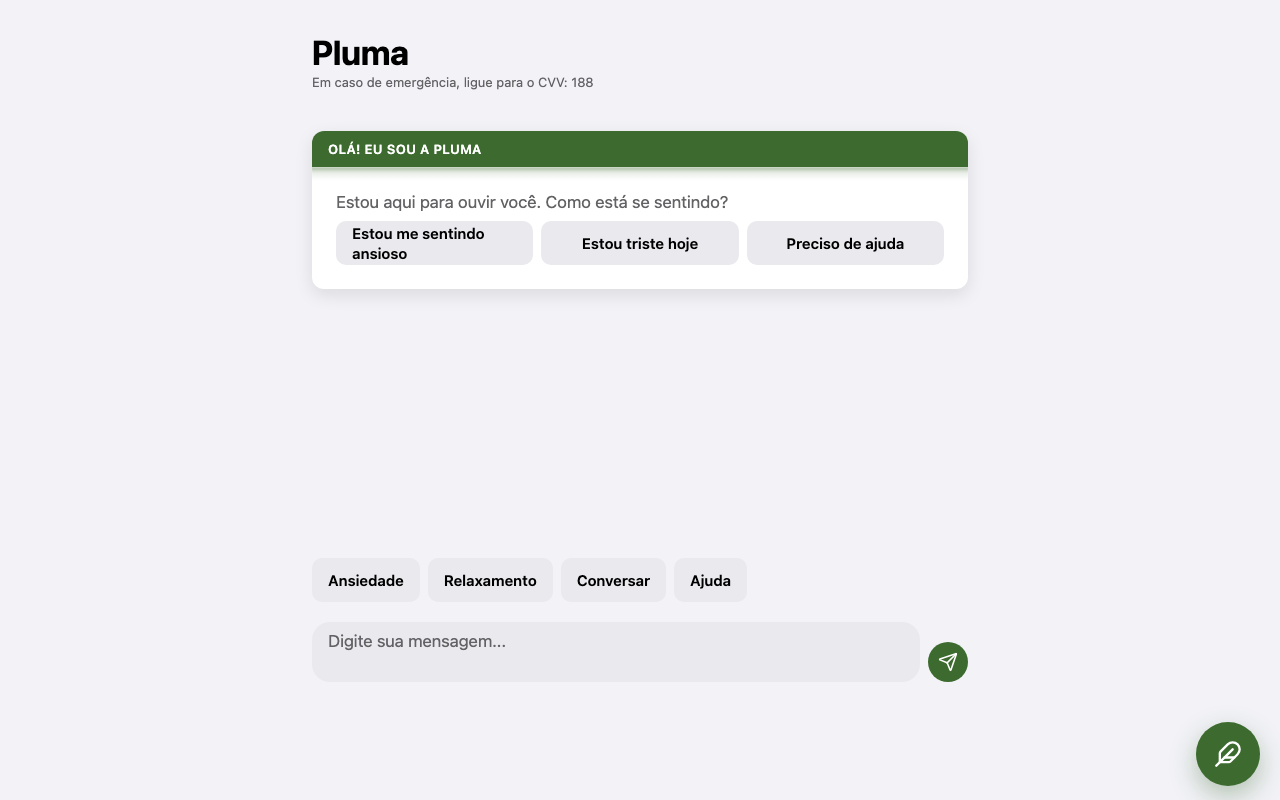 Pluma
Em caso de emergência, ligue para o CVV: 188
OLÁ! EU SOU A PLUMA
Estou aqui para ouvir você. Como está se sentindo?
Estou me sentindo
ansioso
Estou triste hoje
Preciso de ajuda
Ansiedade
Relaxamento
Conversar
Ajuda
Digite sua mensagem...